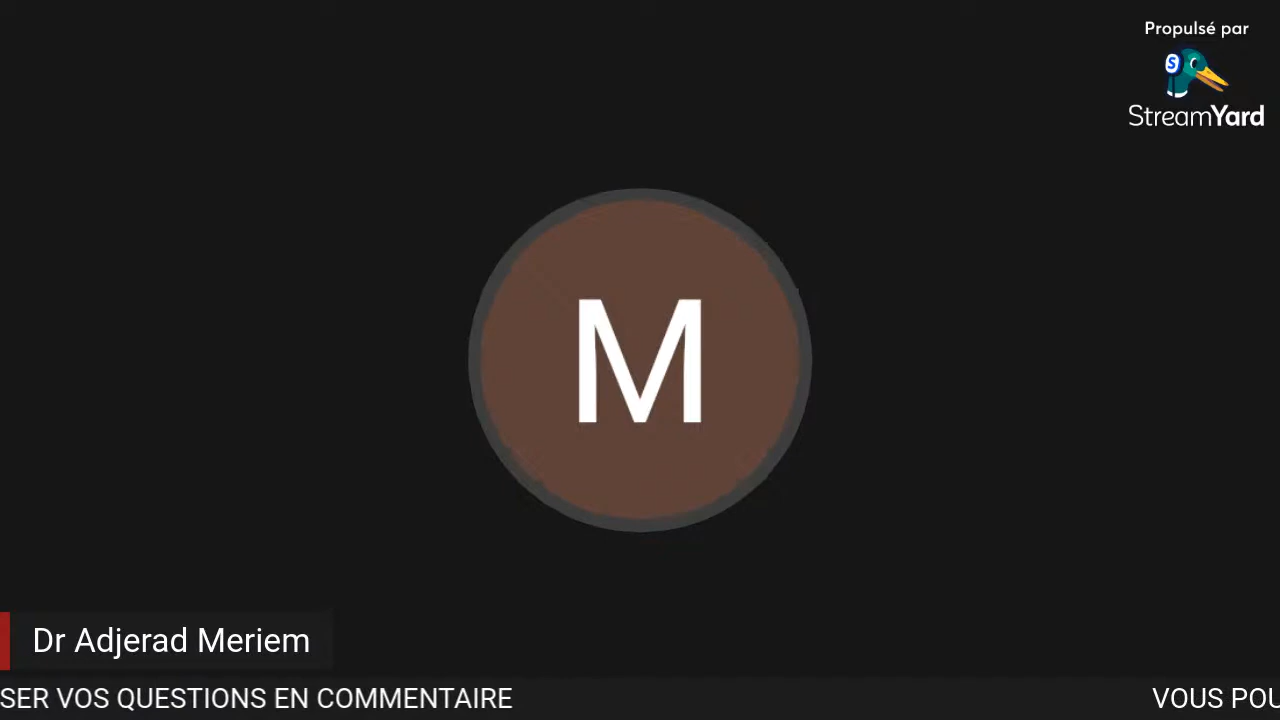 Propulsé par
S
StreamYard
M
Dr Adjerad Meriem
SER VOS QUESTIONS EN COMMENTAIRE
VOUS POU